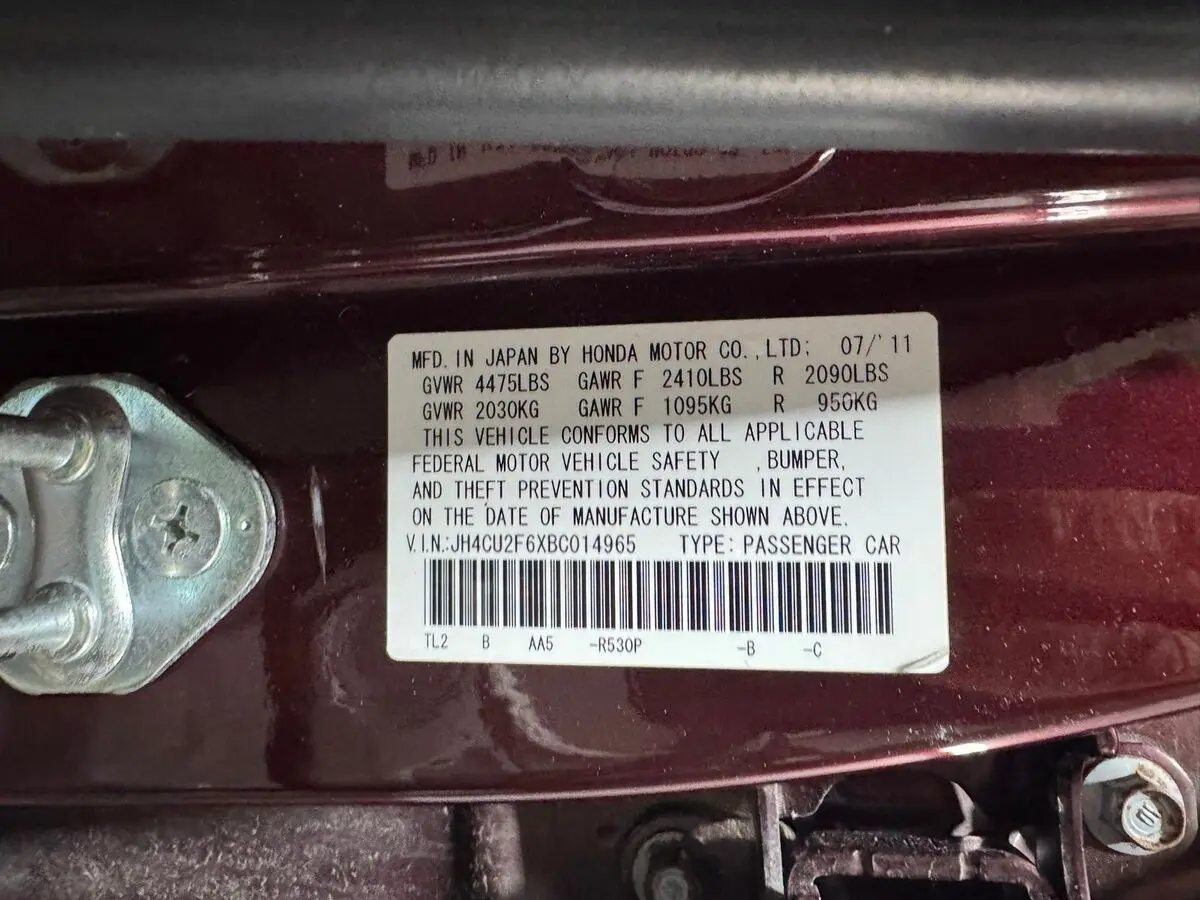 MFD. IN JAPAN BY HONDA MOTOR CO.,LTD; 07/'11
GVWR 4475LBS GAWR F 2410LBS R 2090LBS
GVWR 2030KG GAWR F 1095KG R 950KG
THIS VEHICLE CONFORMS TO ALL APPLICABLE
FEDERAL MOTOR VEHICLE SAFETY ,BUMPER,
AND THEFT PREVENTION STANDARDS IN EFFECT
ON THE DATE OF MANUFACTURE SHOWN ABOVE.
V.I.N.:JH4CU2F6XBC014965 TYPE: PASSENGER CAR
TL2 B AA5 -R530P -B -C